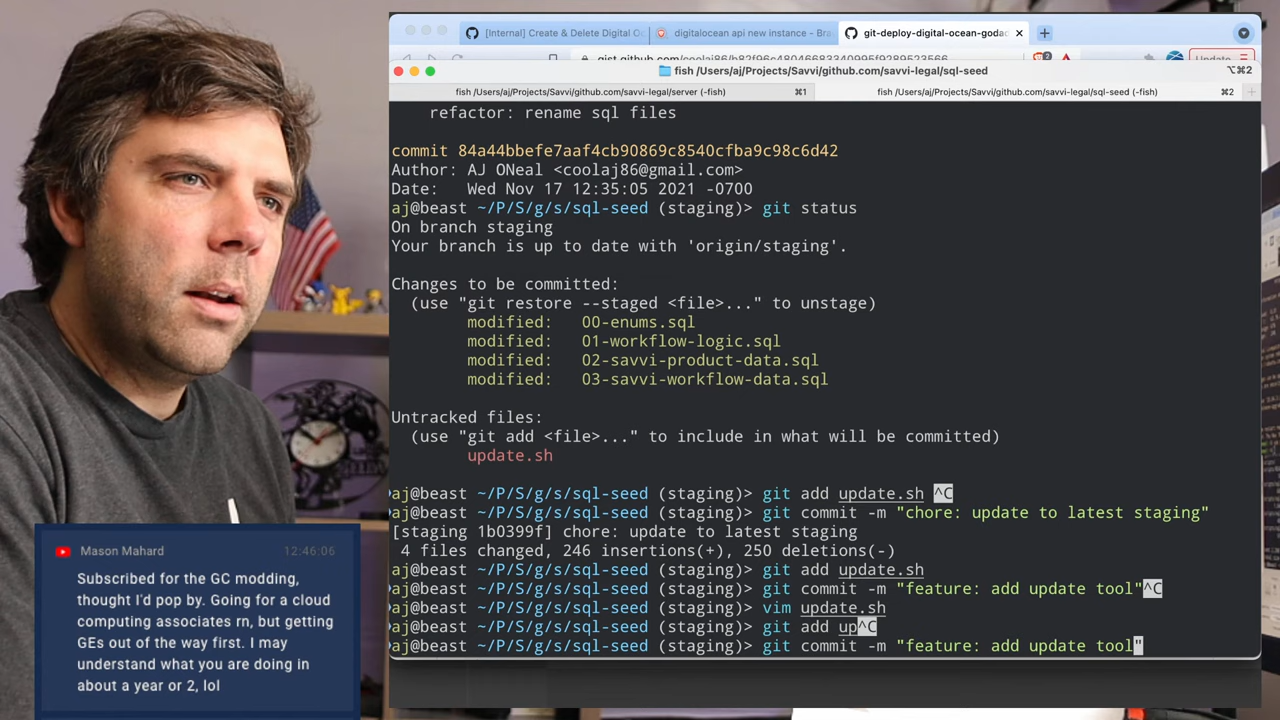 [Internal] Create & Delete Digital Oc
digitalocean api new instance - Bra
git-deploy-digital-ocean-godad
fish /Users/aj/Projects/Savvi/github.com/savvi-legal/sql-seed
⌥⌘2
fish /Users/aj/Projects/Savvi/github.com/savvi-legal/server (-fish)
⌘1
fish /Users/aj/Projects/Savvi/github.com/savvi-legal/sql-seed (-fish)
⌘2
refactor: rename sql files
commit 84a44bbefe7aaf4cb90869c8540cfba9c98c6d42
Author: AJ ONeal <coolaj86@gmail.com>
Date:   Wed Nov 17 12:35:05 2021 -0700
aj@beast ~/P/S/g/s/sql-seed (staging)> git status
On branch staging
Your branch is up to date with 'origin/staging'.
Changes to be committed:
(use "git restore --staged <file>..." to unstage)
modified:   00-enums.sql
modified:   01-workflow-logic.sql
modified:   02-savvi-product-data.sql
modified:   03-savvi-workflow-data.sql
Untracked files:
(use "git add <file>..." to include in what will be committed)
update.sh
aj@beast ~/P/S/g/s/sql-seed (staging)> git add update.sh ^C
aj@beast ~/P/S/g/s/sql-seed (staging)> git commit -m "chore: update to latest staging"
[staging 1b0399f] chore: update to latest staging
4 files changed, 246 insertions(+), 250 deletions(-)
aj@beast ~/P/S/g/s/sql-seed (staging)> git add update.sh
aj@beast ~/P/S/g/s/sql-seed (staging)> git commit -m "feature: add update tool"^C
aj@beast ~/P/S/g/s/sql-seed (staging)> vim update.sh
aj@beast ~/P/S/g/s/sql-seed (staging)> git add up^C
aj@beast ~/P/S/g/s/sql-seed (staging)> git commit -m "feature: add update tool"
Mason Mahard
12:46:06
Subscribed for the GC modding,
thought I'd pop by. Going for a cloud
computing associates rn, but getting
GEs out of the way first. I may
understand what you are doing in
about a year or 2, lol